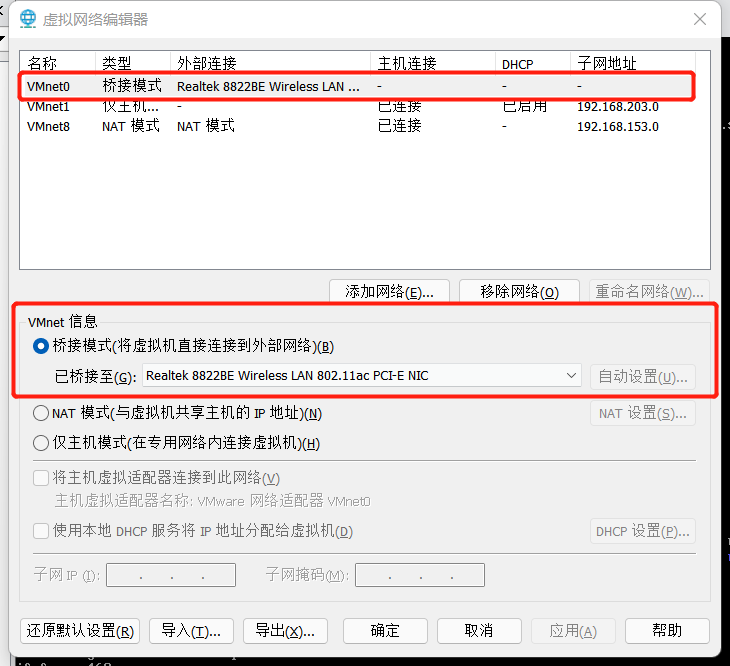 虚拟网络编辑器
名称 类型 外部连接 主机连接 DHCP 子网地址
VMnet0 桥接模式 Realtek 8822BE Wireless LAN ... - - -
VMnet1 仅主机... - 已连接 已启用 192.168.203.0
VMnet8 NAT 模式 NAT 模式 已连接 - 192.168.153.0
添加网络(E)... 移除网络(O) 重命名网络(W)...
VMnet 信息
桥接模式(将虚拟机直接连接到外部网络)(B)
已桥接至(G): Realtek 8822BE Wireless LAN 802.11ac PCI-E NIC 自动设置(U)...
NAT 模式(与虚拟机共享主机的 IP 地址)(N) NAT 设置(S)...
仅主机模式(在专用网络内连接虚拟机)(H)
将主机虚拟适配器连接到此网络(V)
主机虚拟适配器名称: VMware 网络适配器 VMnet0
使用本地 DHCP 服务将 IP 地址分配给虚拟机(D) DHCP 设置(P)...
子网 IP (I): . . . 子网掩码(M): . . .
还原默认设置(R) 导入(T)... 导出(X)... 确定 取消 应用(A) 帮助